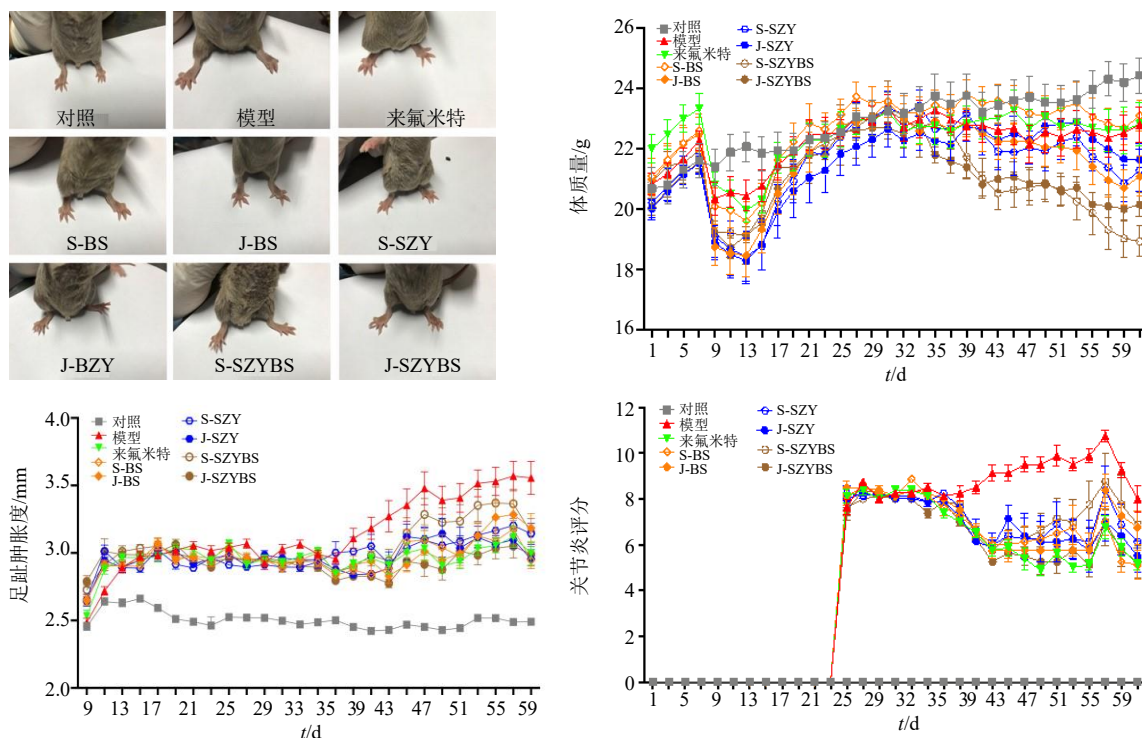 对照
模型
来氟米特
S-BS
J-BS
S-SZY
J-BZY
S-SZYBS
J-SZYBS
对照
模型
来氟米特
S-BS
J-BS
S-SZY
J-SZY
S-SZYBS
J-SZYBS
体质量/g
26
24
22
20
18
16
1 5 9 13 17 21 25 29 33 39 43 47 51 55 59
t/d
对照
模型
来氟米特
S-BS
J-BS
S-SZY
J-SZY
S-SZYBS
J-SZYBS
足趾肿胀度/mm
4.0
3.5
3.0
2.5
2.0
9 13 17 21 25 29 35 39 43 47 51 55 59
t/d
对照
模型
来氟米特
S-BS
J-BS
S-SZY
J-SZY
S-SZYBS
J-SZYBS
关节炎评分
12
10
8
6
4
2
0
1 5 9 13 17 21 25 29 33 39 43 47 51 55 59
t/d